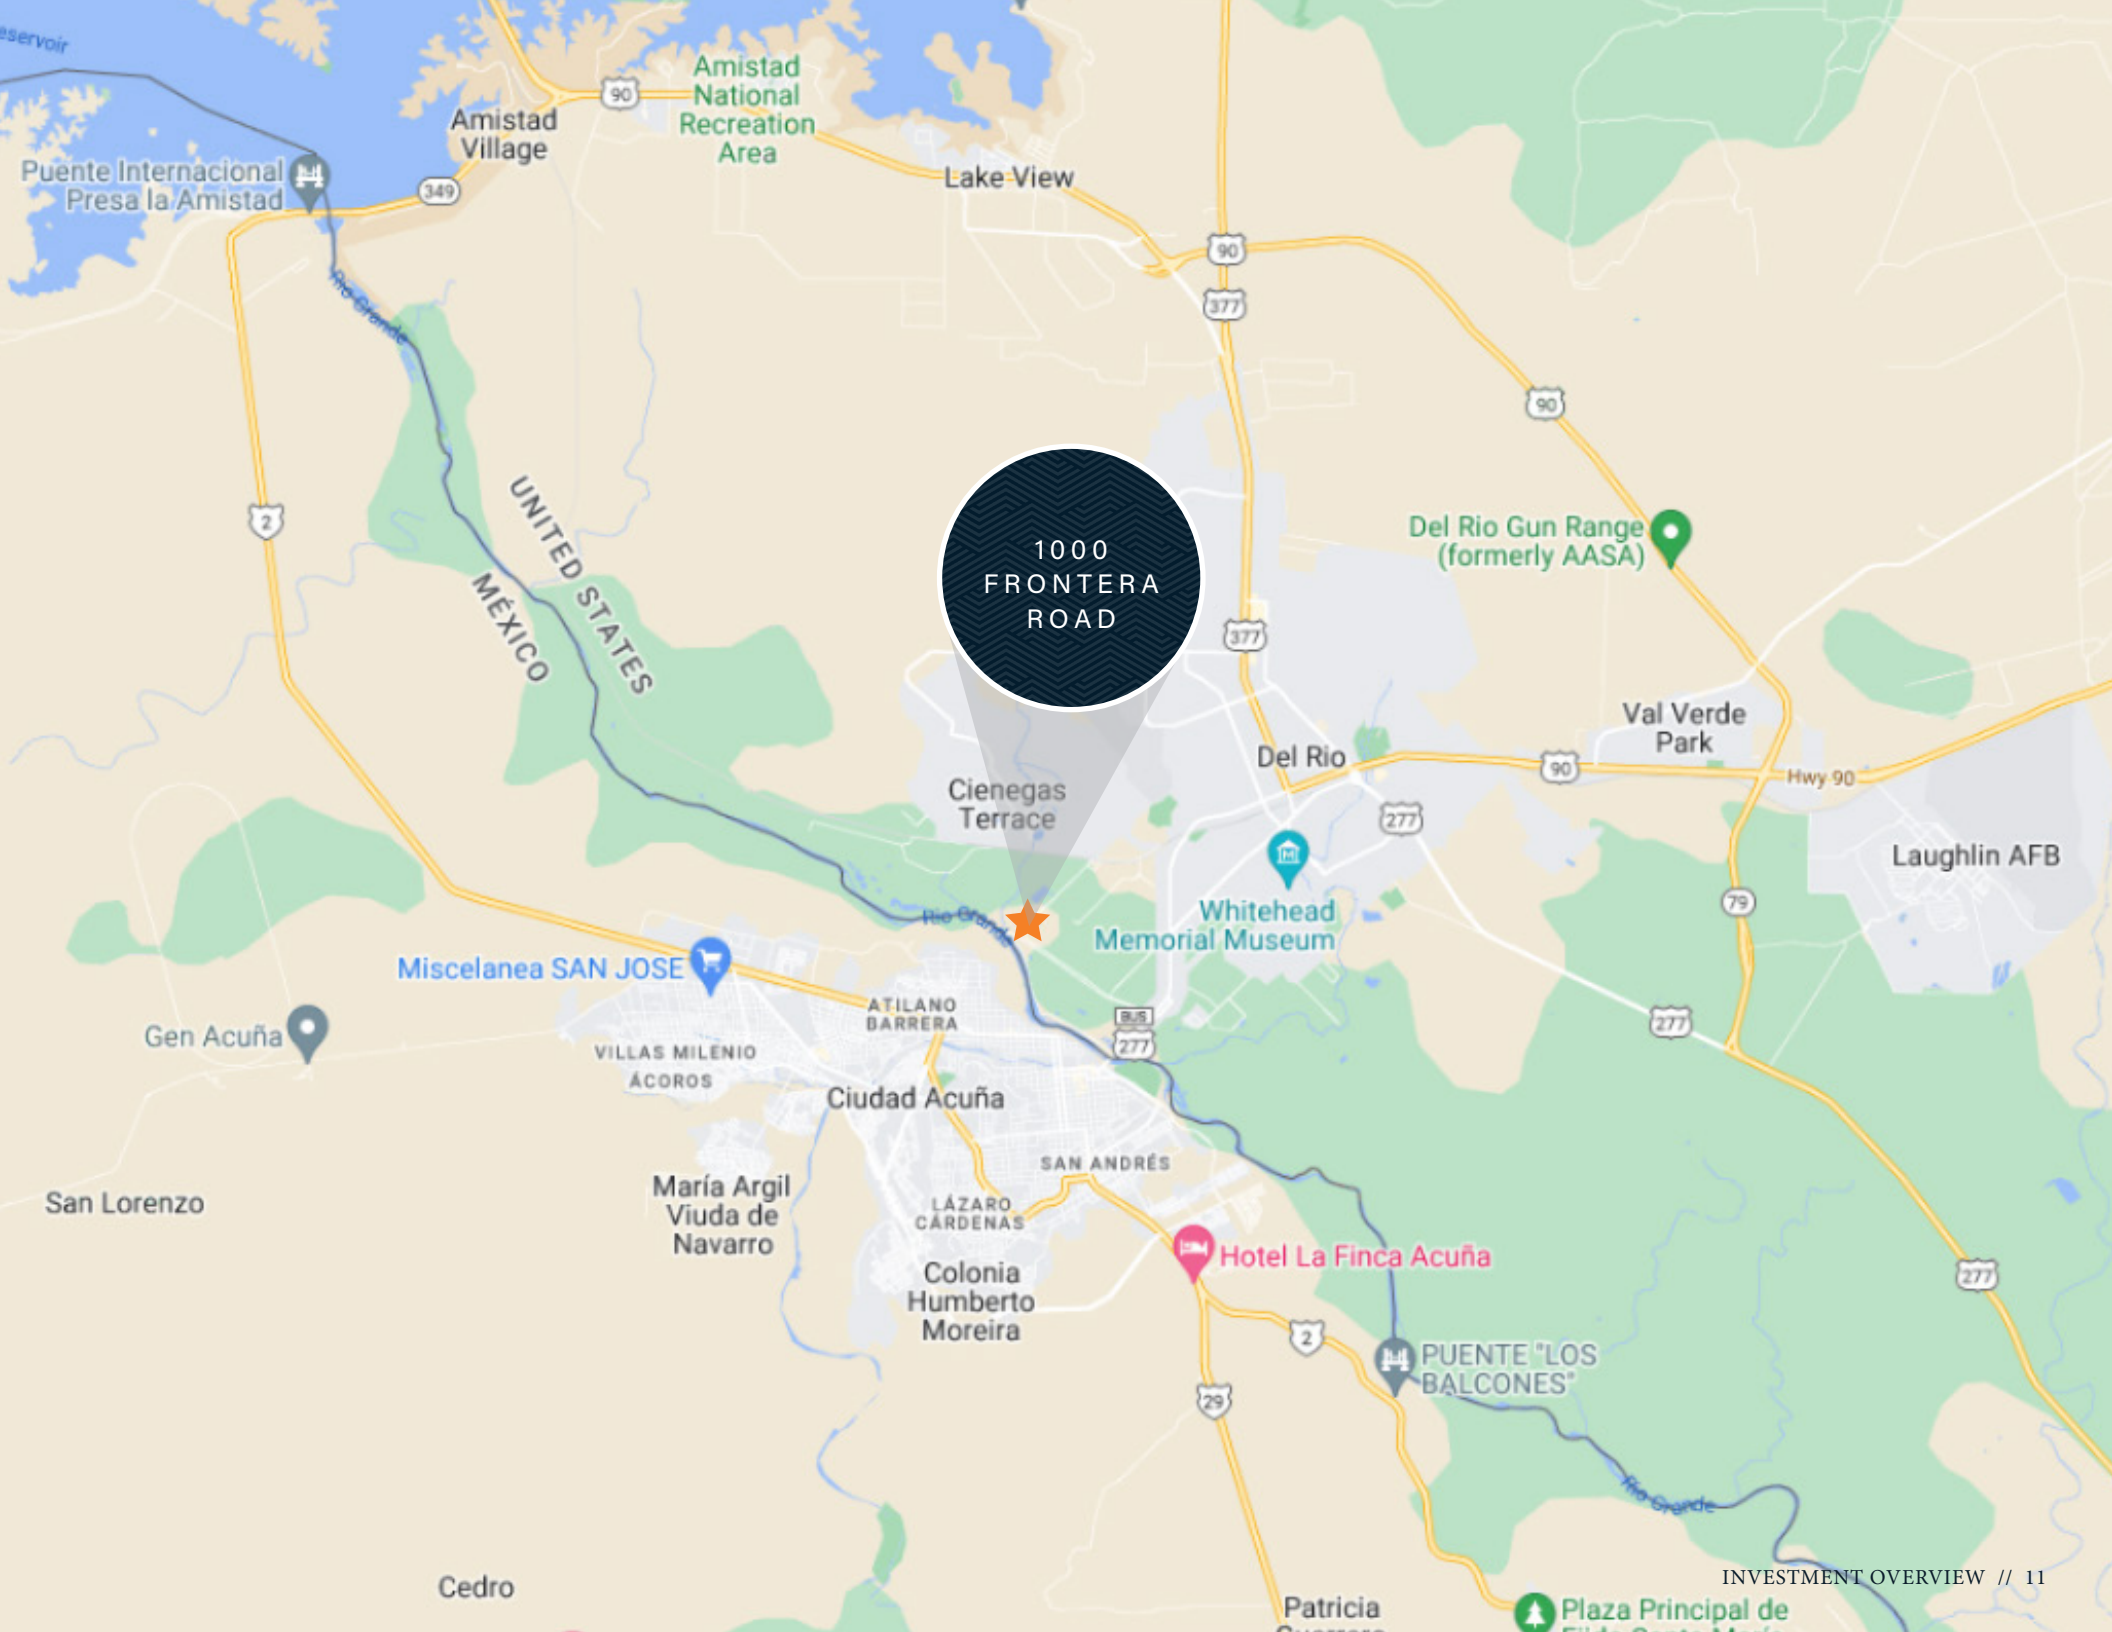 eservoir
Amistad
National
Recreation
Area
90
Amistad
Village
Puente Internacional
Presa la Amistad
349
Lake View
90
377
Rio Grande
90
2
UNITED STATES
MÉXICO
1000
FRONTERA
ROAD
Del Rio Gun Range
(formerly AASA)
377
Val Verde
Park
Del Rio
90
Hwy 90
Cienegas
Terrace
277
Laughlin AFB
79
Whitehead
Memorial Museum
Rio Grande
Miscelanea SAN JOSE
ATILANO
BARRERA
BUS
277
277
Gen Acuña
VILLAS MILENIO
ÁCOROS
Ciudad Acuña
SAN ANDRÉS
San Lorenzo
María Argil
Viuda de
Navarro
LÁZARO
CÁRDENAS
Hotel La Finca Acuña
277
Colonia
Humberto
Moreira
2
PUENTE "LOS
BALCONES"
29
Rio Grande
Cedro
INVESTMENT OVERVIEW // 11
Patricia
Plaza Principal de